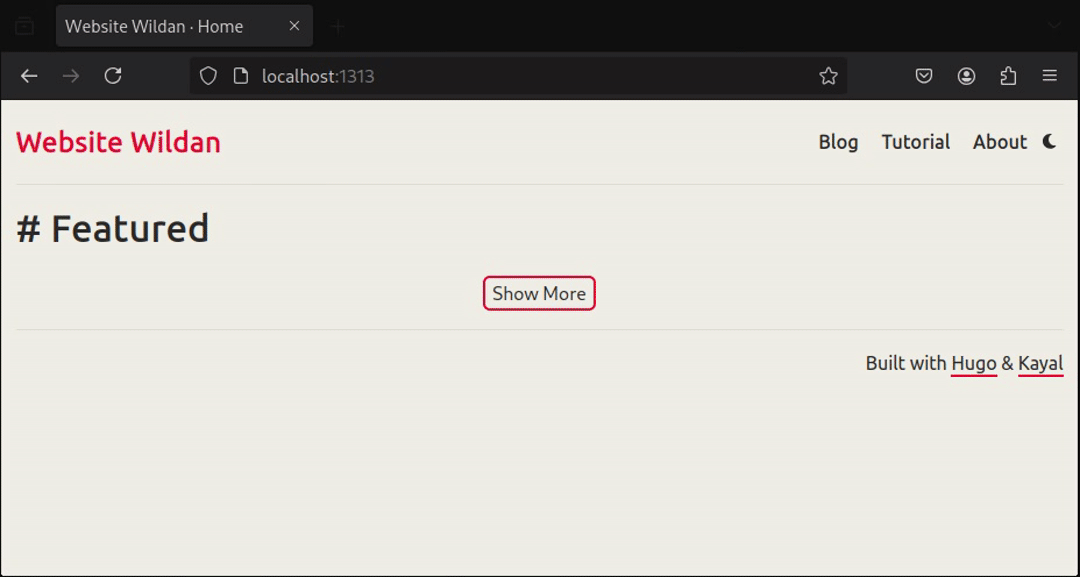 Website Wildan · Home
localhost:1313
Website Wildan
Blog Tutorial About
# Featured
Show More
Built with Hugo & Kayal